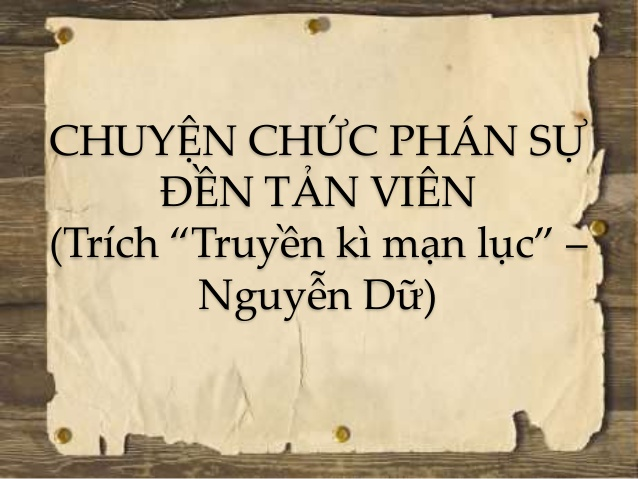 CHUYỆN CHỨC PHÁN SỰ
ĐỀN TẢN VIÊN
(Trích “Truyền kì mạn lục” –
Nguyễn Dữ)